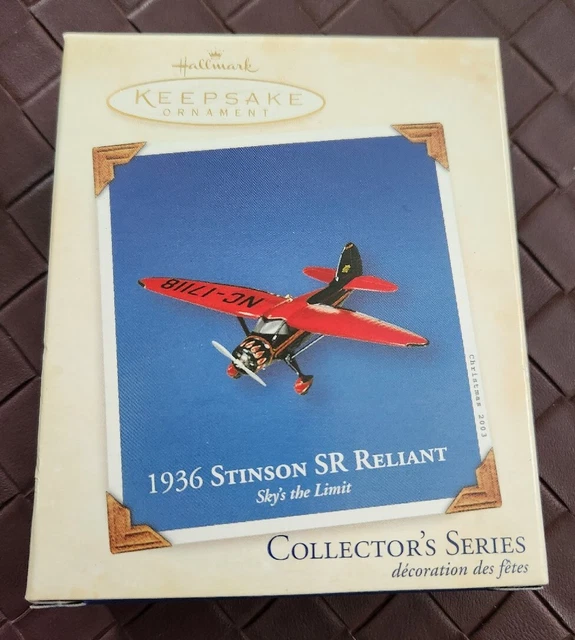 Hallmark
KEEPSAKE
ORNAMENT
NC-17118
Christmas 2003
1936 STINSON SR RELIANT
Sky's the Limit
COLLECTOR'S SERIES
décoration des fêtes